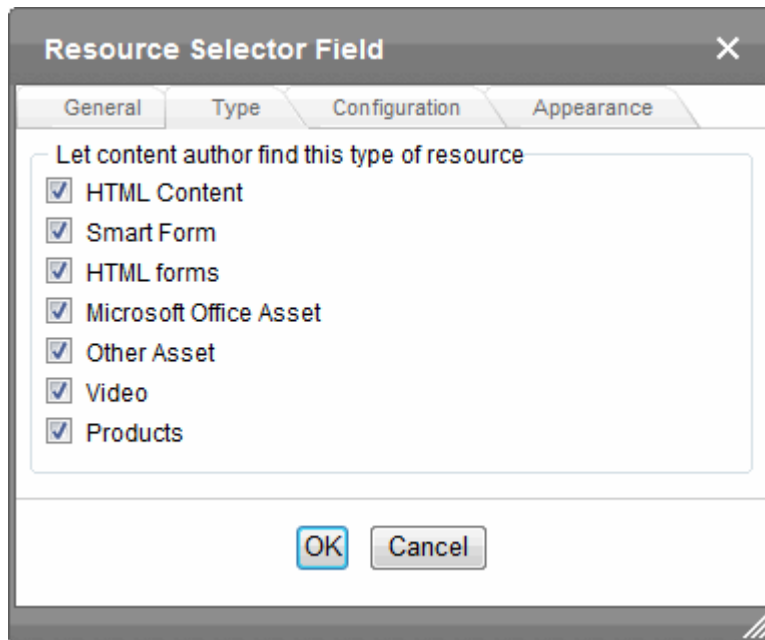 Resource Selector Field
General Type Configuration Appearance
Let content author find this type of resource
HTML Content
Smart Form
HTML forms
Microsoft Office Asset
Other Asset
Video
Products
OK Cancel